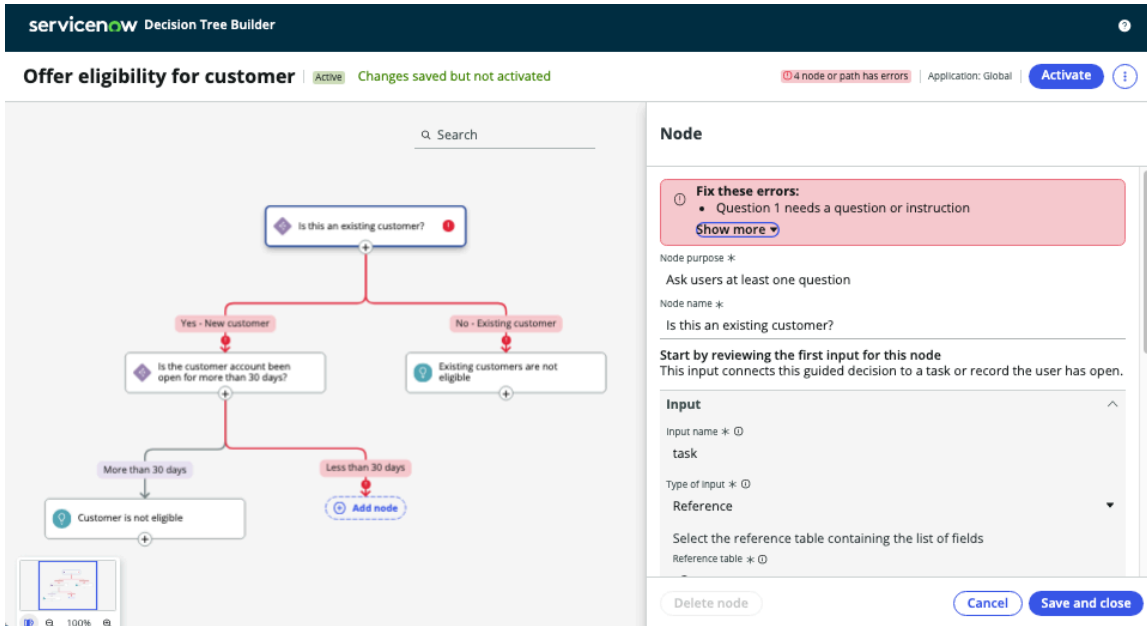 servicenow Decision Tree Builder
Offer eligibility for customer
Active
Changes saved but not activated
4 node or path has errors
Application: Global
Activate
Search
Is this an existing customer?
Yes - New customer
No - Existing customer
Is the customer account been
open for more than 30 days?
Existing customers are not
eligible
More than 30 days
Less than 30 days
Add node
Customer is not eligible
100%
Node
Fix these errors:
• Question 1 needs a question or instruction
Show more
Node purpose *
Ask users at least one question
Node name *
Is this an existing customer?
Start by reviewing the first input for this node
This input connects this guided decision to a task or record the user has open.
Input
Input name *
task
Type of input *
Reference
Select the reference table containing the list of fields
Reference table *
Delete node
Cancel
Save and close